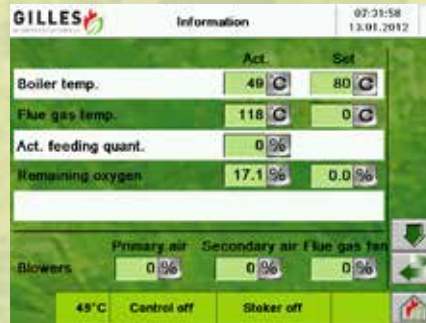 GILLES Information 07:31:58
13.01.2012
Act. Set
Boiler temp. 49 C 80 C
Flue gas temp. 118 C 0 C
Act. feeding quant. 0 %
Remaining oxygen 17.1 % 0.0 %
Primary air Secondary air Flue gas fan
Blowers 0 % 0 % 0 %
49°C Control off Stoker off